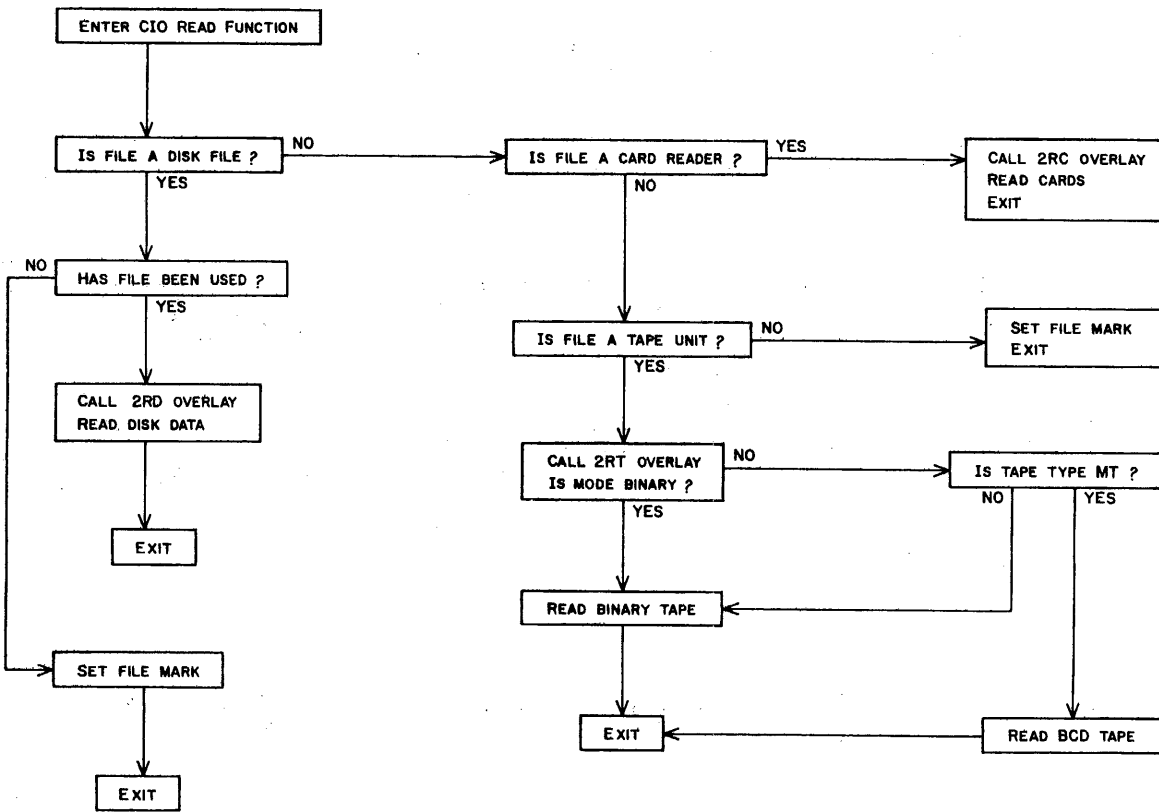 ENTER CIO READ FUNCTION
IS FILE A DISK FILE ?
NO
YES
IS FILE A CARD READER ?
YES
NO
CALL 2RC OVERLAY
READ CARDS
EXIT
NO
HAS FILE BEEN USED ?
YES
IS FILE A TAPE UNIT ?
NO
YES
SET FILE MARK
EXIT
CALL 2RD OVERLAY
READ DISK DATA
CALL 2RT OVERLAY
IS MODE BINARY ?
NO
YES
IS TAPE TYPE MT ?
NO
YES
EXIT
READ BINARY TAPE
SET FILE MARK
EXIT
READ BCD TAPE
EXIT